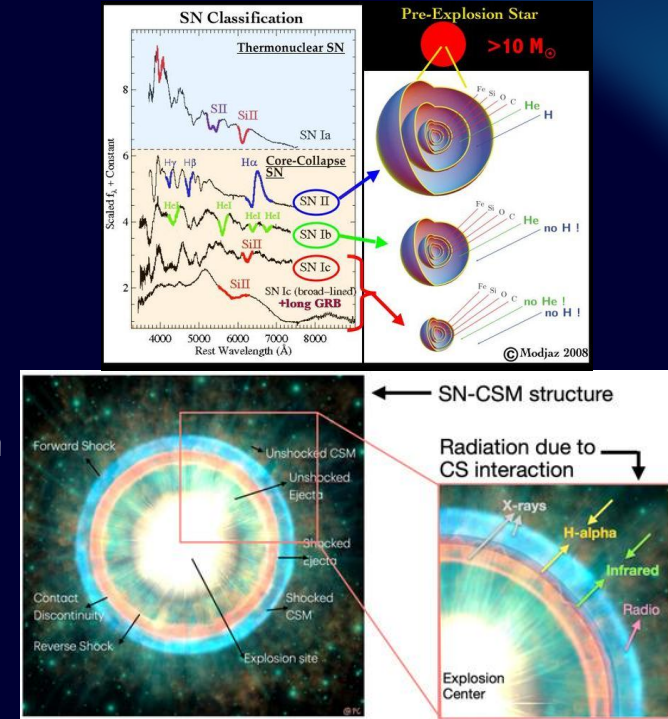 SN Classification
Thermonuclear SN
SII
SiII
SN Ia
Core-Collapse
SN
Hγ
Hβ
Hα
SN II
HeI
HeI
HeI
HeI
SN Ib
SiII
SN Ic
SN Ic (broad-lined)
+long GRB
SiII
Scaled fλ + Constant
8
6
4
2
4000 5000 6000 7000 8000
Rest Wavelength (Å)
Pre-Explosion Star
>10 M☉
Fe Si O C
He
H
Fe Si O C
He
no H !
Fe Si O C
no He !
no H !
© Modjaz 2008
SN-CSM structure
Forward Shock
Unshocked CSM
Unshocked
Ejecta
Shocked
Ejecta
Shocked
CSM
Contact
Discontinuity
Reverse Shock
Explosion site
Radiation due to
CS interaction
X-rays
H-alpha
Infrared
Radio
Explosion
Center